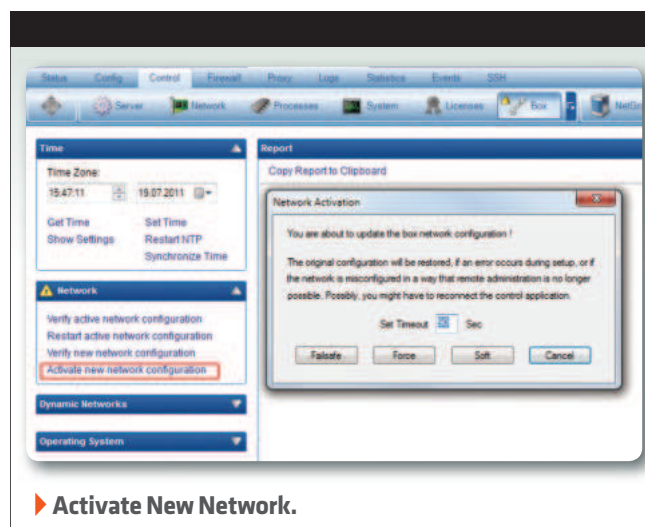 Status Config Control Firewall Proxy Logs Statistics Events SSH
Server Network Processes System Licenses Box
Time
Time Zone:
15:47:11 19.07.2011
Get Time Set Time
Show Settings Restart NTP
Synchronize Time
Network
Verify active network configuration
Restart active network configuration
Verify new network configuration
Activate new network configuration
Dynamic Networks
Operating System
Report
Copy Report to Clipboard
Network Activation
You are about to update the box network configuration !
The original configuration will be restored, if an error occurs during setup, or if
the network is misconfigured in a way that remote administration is no longer
possible. Possibly, you might have to reconnect the control application.
Set Timeout Sec
Failsafe Force Soft Cancel
Activate New Network.